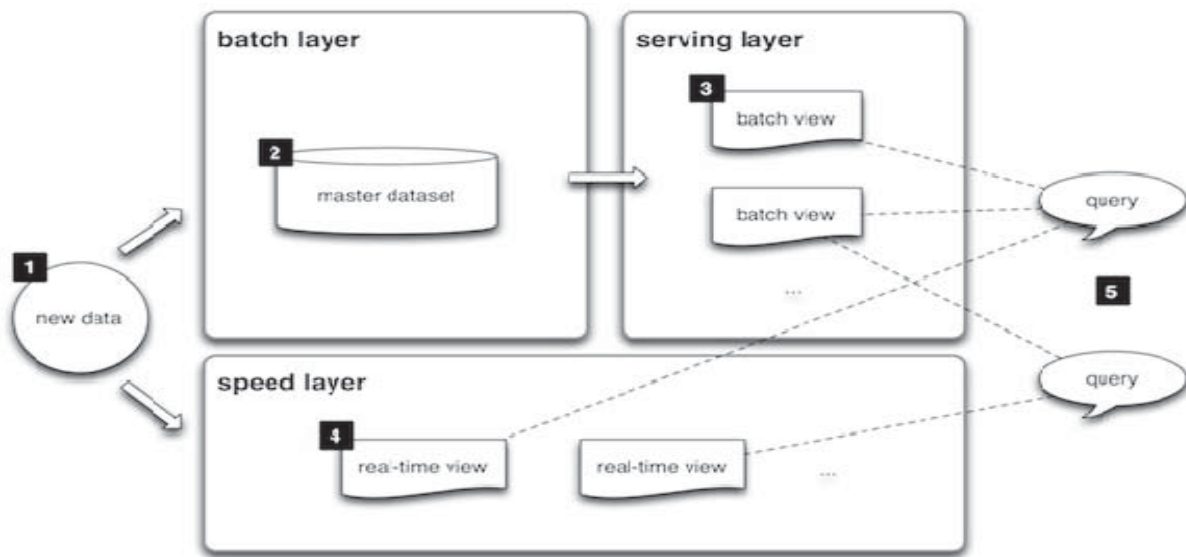 batch layer
serving layer
3
batch view
2
master dataset
batch view
query
1
new data
...
5
speed layer
query
4
real-time view
real-time view
...